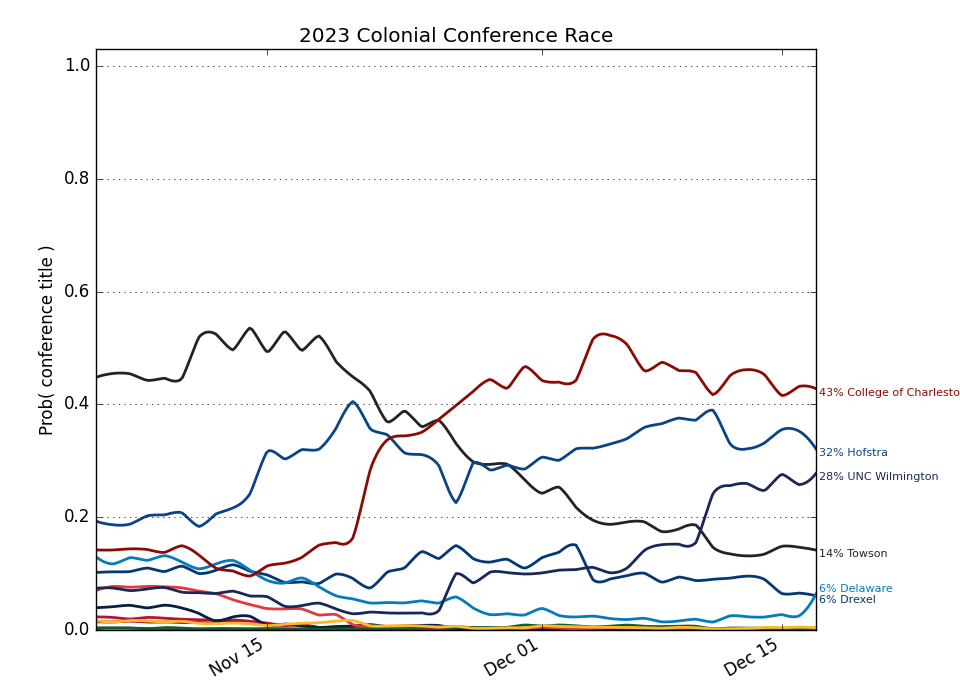 2023 Colonial Conference Race
Prob( conference title )
1.0
0.8
0.6
0.4
0.2
0.0
Nov 15
Dec 01
Dec 15
43% College of Charlesto
32% Hofstra
28% UNC Wilmington
14% Towson
6% Delaware
6% Drexel